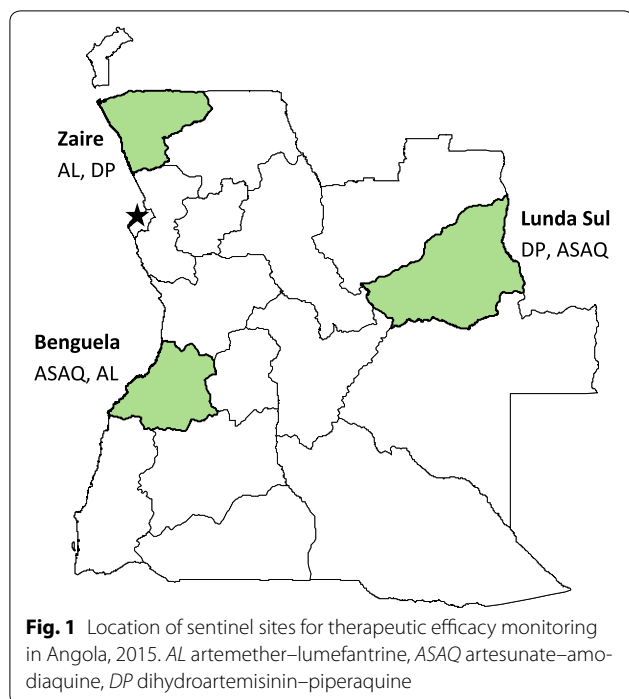 Zaire
AL, DP
Lunda Sul
DP, ASAQ
Benguela
ASAQ, AL
Fig. 1 Location of sentinel sites for therapeutic efficacy monitoring
in Angola, 2015. AL artemether–lumefantrine, ASAQ artesunate–amo-
diaquine, DP dihydroartemisinin–piperaquine